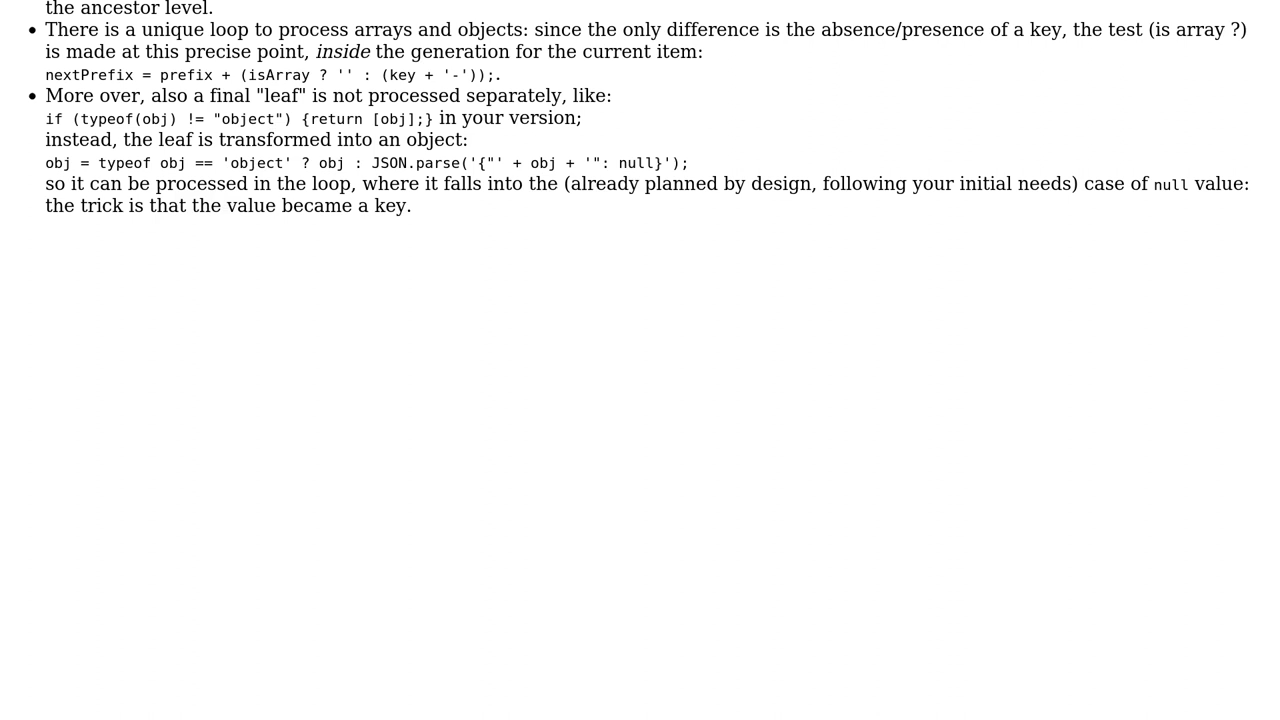 the ancestor level.
• There is a unique loop to process arrays and objects: since the only difference is the absence/presence of a key, the test (is array ?)
is made at this precise point, inside the generation for the current item:
nextPrefix = prefix + (isArray ? '' : (key + '-'));.
• More over, also a final "leaf" is not processed separately, like:
if (typeof(obj) != "object") {return [obj];} in your version;
instead, the leaf is transformed into an object:
obj = typeof obj == 'object' ? obj : JSON.parse('{"' + obj + '": null}');
so it can be processed in the loop, where it falls into the (already planned by design, following your initial needs) case of null value:
the trick is that the value became a key.